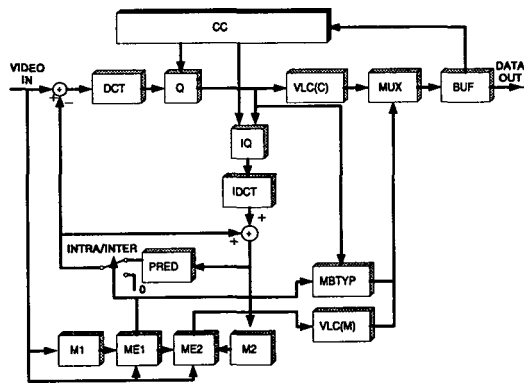 CC
VIDEO
IN
DATA
OUT
+
−
DCT
Q
VLC(C)
MUX
BUF
IQ
IDCT
+
+
INTRA/INTER
PRED
0
MBTYP
VLC(M)
M1
ME1
ME2
M2